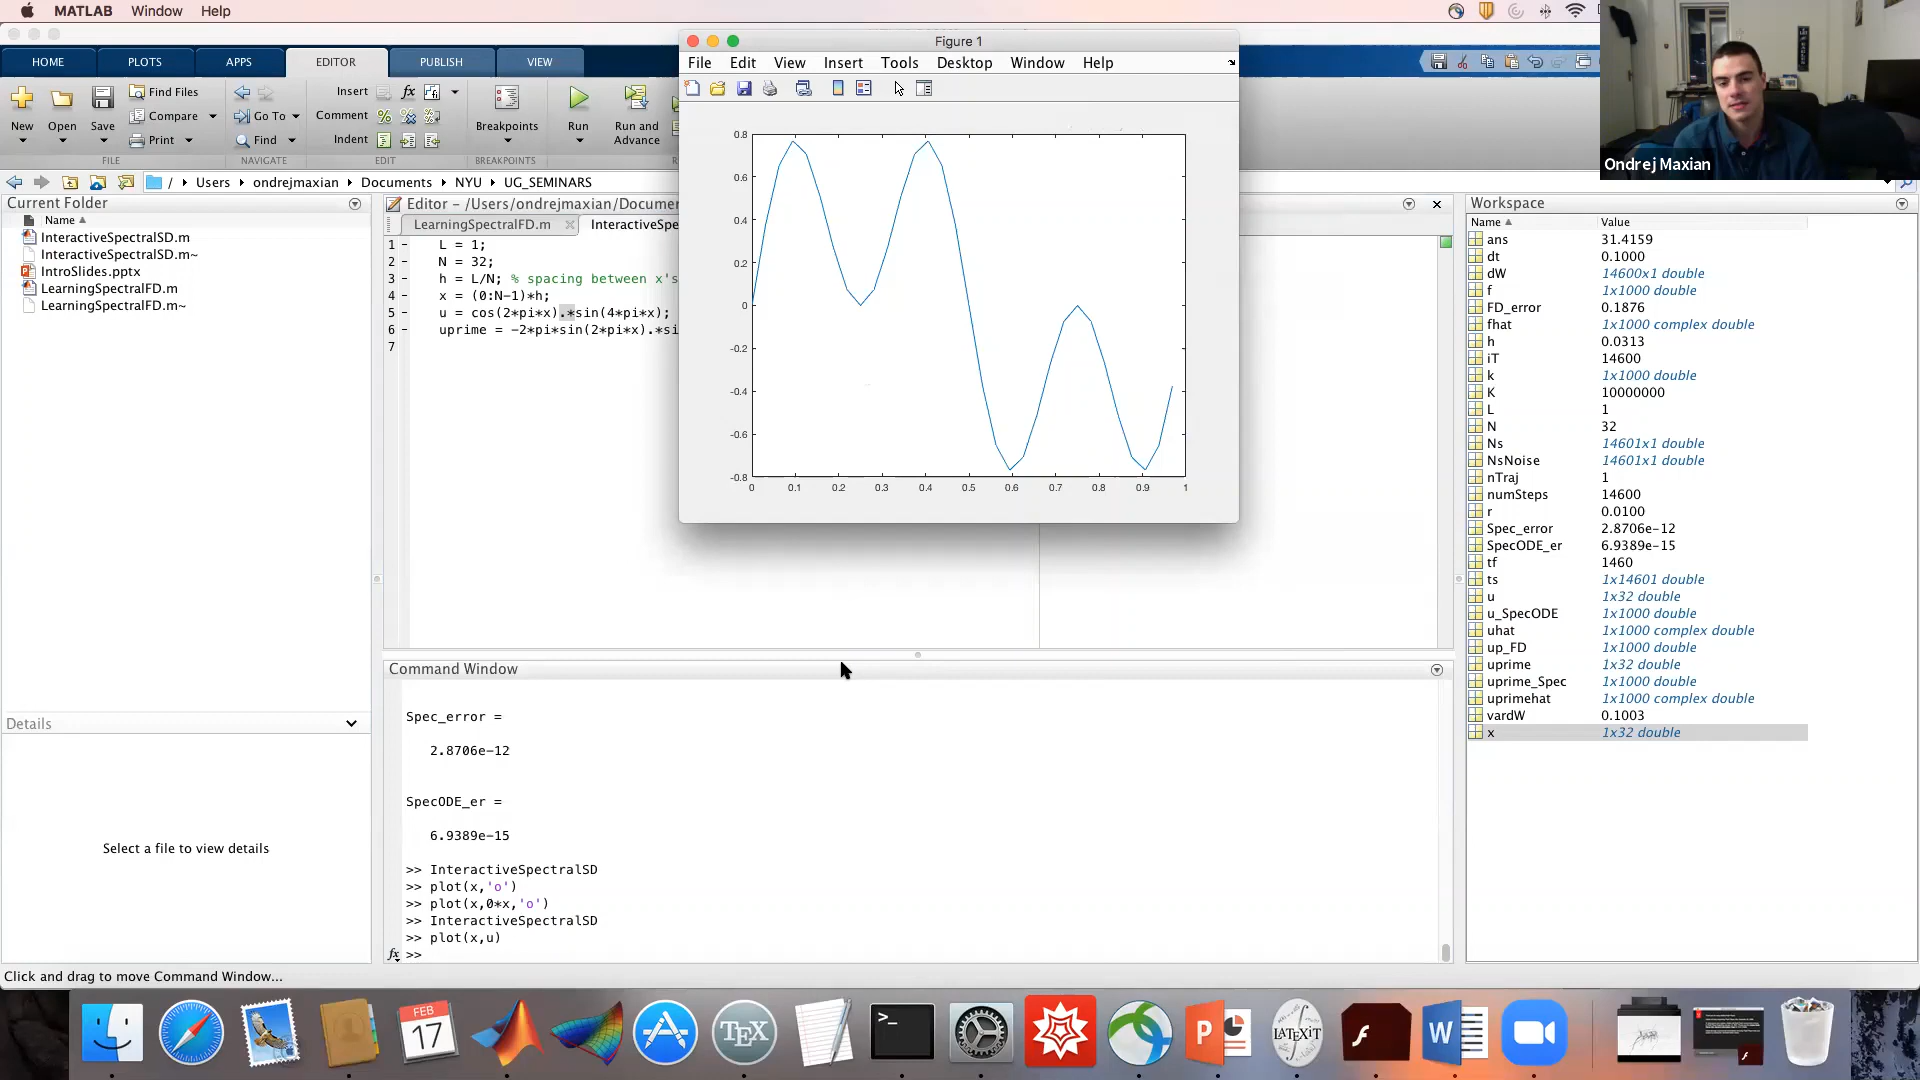 MATLAB Window Help
Figure 1
File Edit View Insert Tools Desktop Window Help
HOME PLOTS APPS EDITOR PUBLISH VIEW
New Open Save Find Files Compare Print Go To Find Insert Comment Indent Breakpoints Run Run and Advance
FILE NAVIGATE EDIT BREAKPOINTS
/ Users ondrejmaxian Documents NYU UG_SEMINARS
Ondrej Maxian
Current Folder
Name
InteractiveSpectralSD.m
InteractiveSpectralSD.m~
IntroSlides.pptx
LearningSpectralFD.m
LearningSpectralFD.m~
Details
Select a file to view details
Editor – /Users/ondrejmaxian/Docume
LearningSpectralFD.m InteractiveSpe
1 L = 1;
2 N = 32;
3 h = L/N; % spacing between x's
4 x = (0:N-1)*h;
5 u = cos(2*pi*x).*sin(4*pi*x);
6 uprime = -2*pi*sin(2*pi*x).*si
7
0.8
0.6
0.4
0.2
0
-0.2
-0.4
-0.6
-0.8
0 0.1 0.2 0.3 0.4 0.5 0.6 0.7 0.8 0.9 1
Command Window
Spec_error =
2.8706e-12
SpecODE_er =
6.9389e-15
>> InteractiveSpectralSD
>> plot(x,'o')
>> plot(x,0*x,'o')
>> InteractiveSpectralSD
>> plot(x,u)
fx >>
Workspace
Name Value
ans 31.4159
dt 0.1000
dW 14600x1 double
f 1x1000 double
FD_error 0.1876
fhat 1x1000 complex double
h 0.0313
iT 14600
k 1x1000 double
K 10000000
L 1
N 32
Ns 14601x1 double
NsNoise 14601x1 double
nTraj 1
numSteps 14600
r 0.0100
Spec_error 2.8706e-12
SpecODE_er 6.9389e-15
tf 1460
ts 1x14601 double
u 1x32 double
u_SpecODE 1x1000 double
uhat 1x1000 complex double
up_FD 1x1000 double
uprime 1x32 double
uprime_Spec 1x1000 double
uprimehat 1x1000 complex double
vardW 0.1003
x 1x32 double
Click and drag to move Command Window...
FEB
17
TEX
>_
P
LATEXiT
W